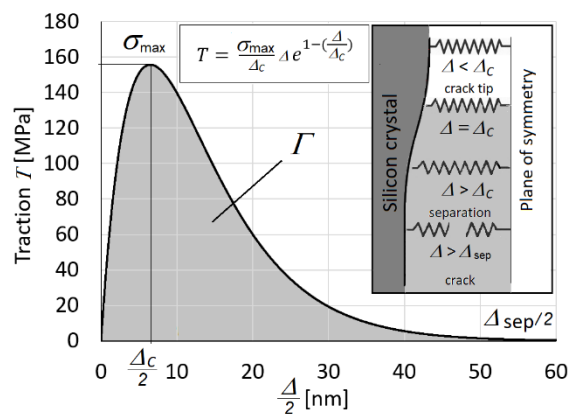 180
160
140
120
100
80
60
40
20
0
Traction T [MPa]
σmax
T = σmax/Δc Δ e^1−(Δ/Δc)
Γ
Δsep/2
0 10 20 30 40 50 60
Δc/2
Δ/2 [nm]
Silicon crystal
Δ < Δc
crack tip
Δ = Δc
Δ > Δc
separation
Δ > Δsep
crack
Plane of symmetry